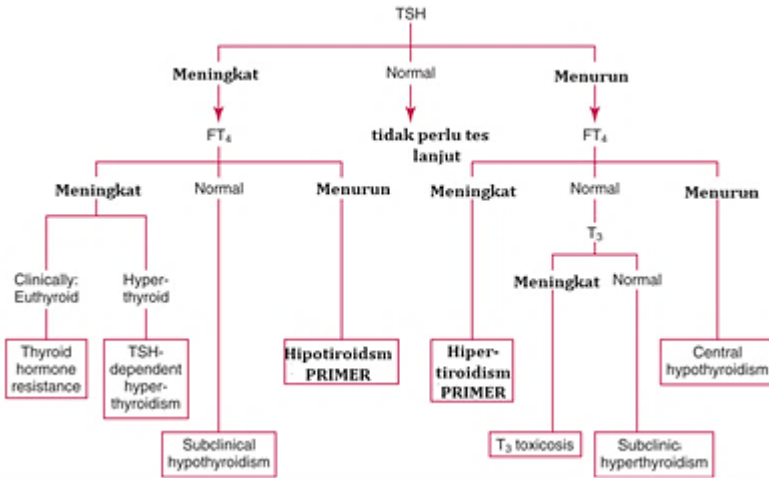 TSH
Meningkat
Normal
Menurun
FT4
tidak perlu tes
lanjut
FT4
Meningkat
Normal
Menurun
Meningkat
Normal
Menurun
T3
Clinically:
Euthyroid
Hyper-
thyroid
Meningkat
Normal
Thyroid
hormone
resistance
TSH-
dependent
hyper-
thyroidism
Hipotiroidsm
PRIMER
Hiper-
tiroidism
PRIMER
Central
hypothyroidism
Subclinical
hypothyroidism
T3 toxicosis
Subclinic-
hyperthyroidism